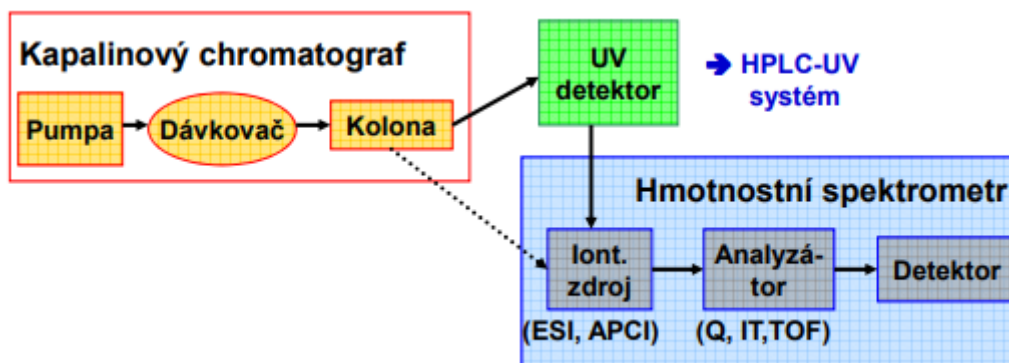 Kapalinový chromatograf
Pumpa
Dávkovač
Kolona
UV
detektor
➔ HPLC-UV
systém
Hmotnostní spektrometr
Iont.
zdroj
(ESI, APCI)
Analyzá-
tor
(Q, IT,TOF)
Detektor